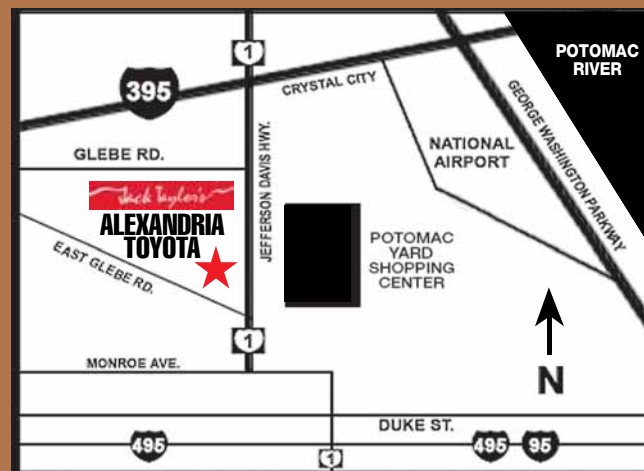 1
POTOMAC
RIVER
395
CRYSTAL CITY
GEORGE WASHINGTON PARKWAY
GLEBE RD.
NATIONAL
AIRPORT
JEFFERSON DAVIS HWY.
Jack Taylor's
ALEXANDRIA
TOYOTA
EAST GLEBE RD.
POTOMAC
YARD
SHOPPING
CENTER
1
MONROE AVE.
N
DUKE ST.
495
1
495
95